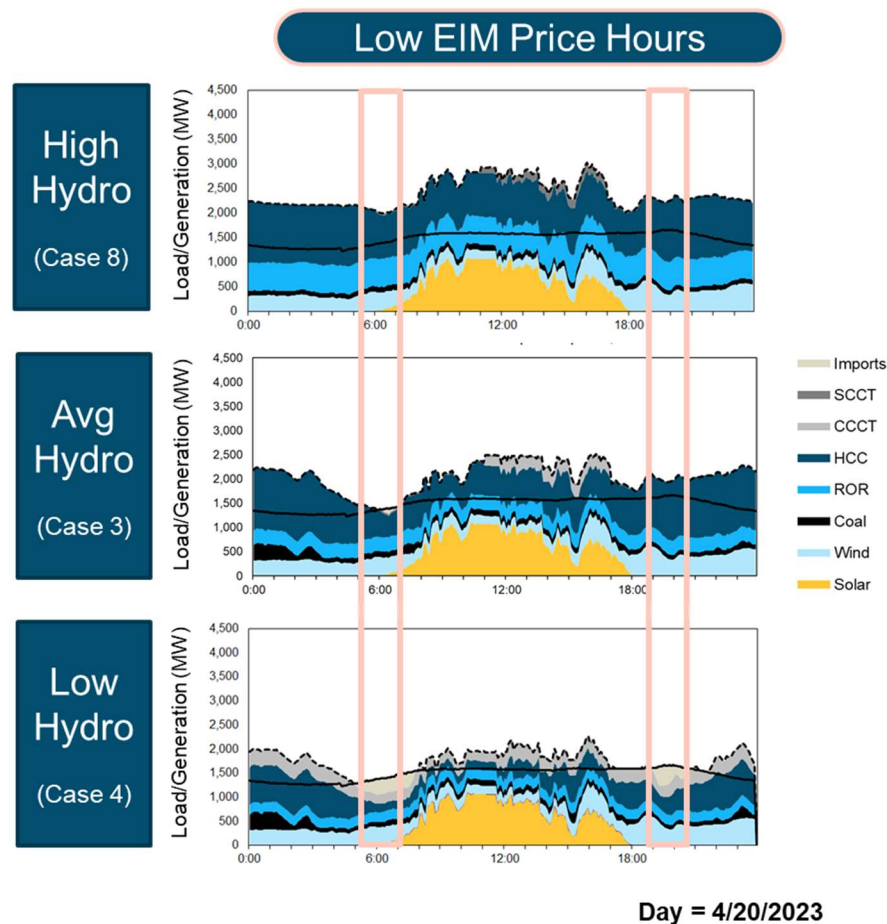 Low EIM Price Hours
High
Hydro
(Case 8)
Load/Generation (MW)
4,500
4,000
3,500
3,000
2,500
2,000
1,500
1,000
500
0
0:00
6:00
12:00
18:00
Avg
Hydro
(Case 3)
Load/Generation (MW)
4,500
4,000
3,500
3,000
2,500
2,000
1,500
1,000
500
0
0:00
6:00
12:00
18:00
Imports
SCCT
CCCT
HCC
ROR
Coal
Wind
Solar
Low
Hydro
(Case 4)
Load/Generation (MW)
4,500
4,000
3,500
3,000
2,500
2,000
1,500
1,000
500
0
0:00
6:00
12:00
18:00
Day = 4/20/2023